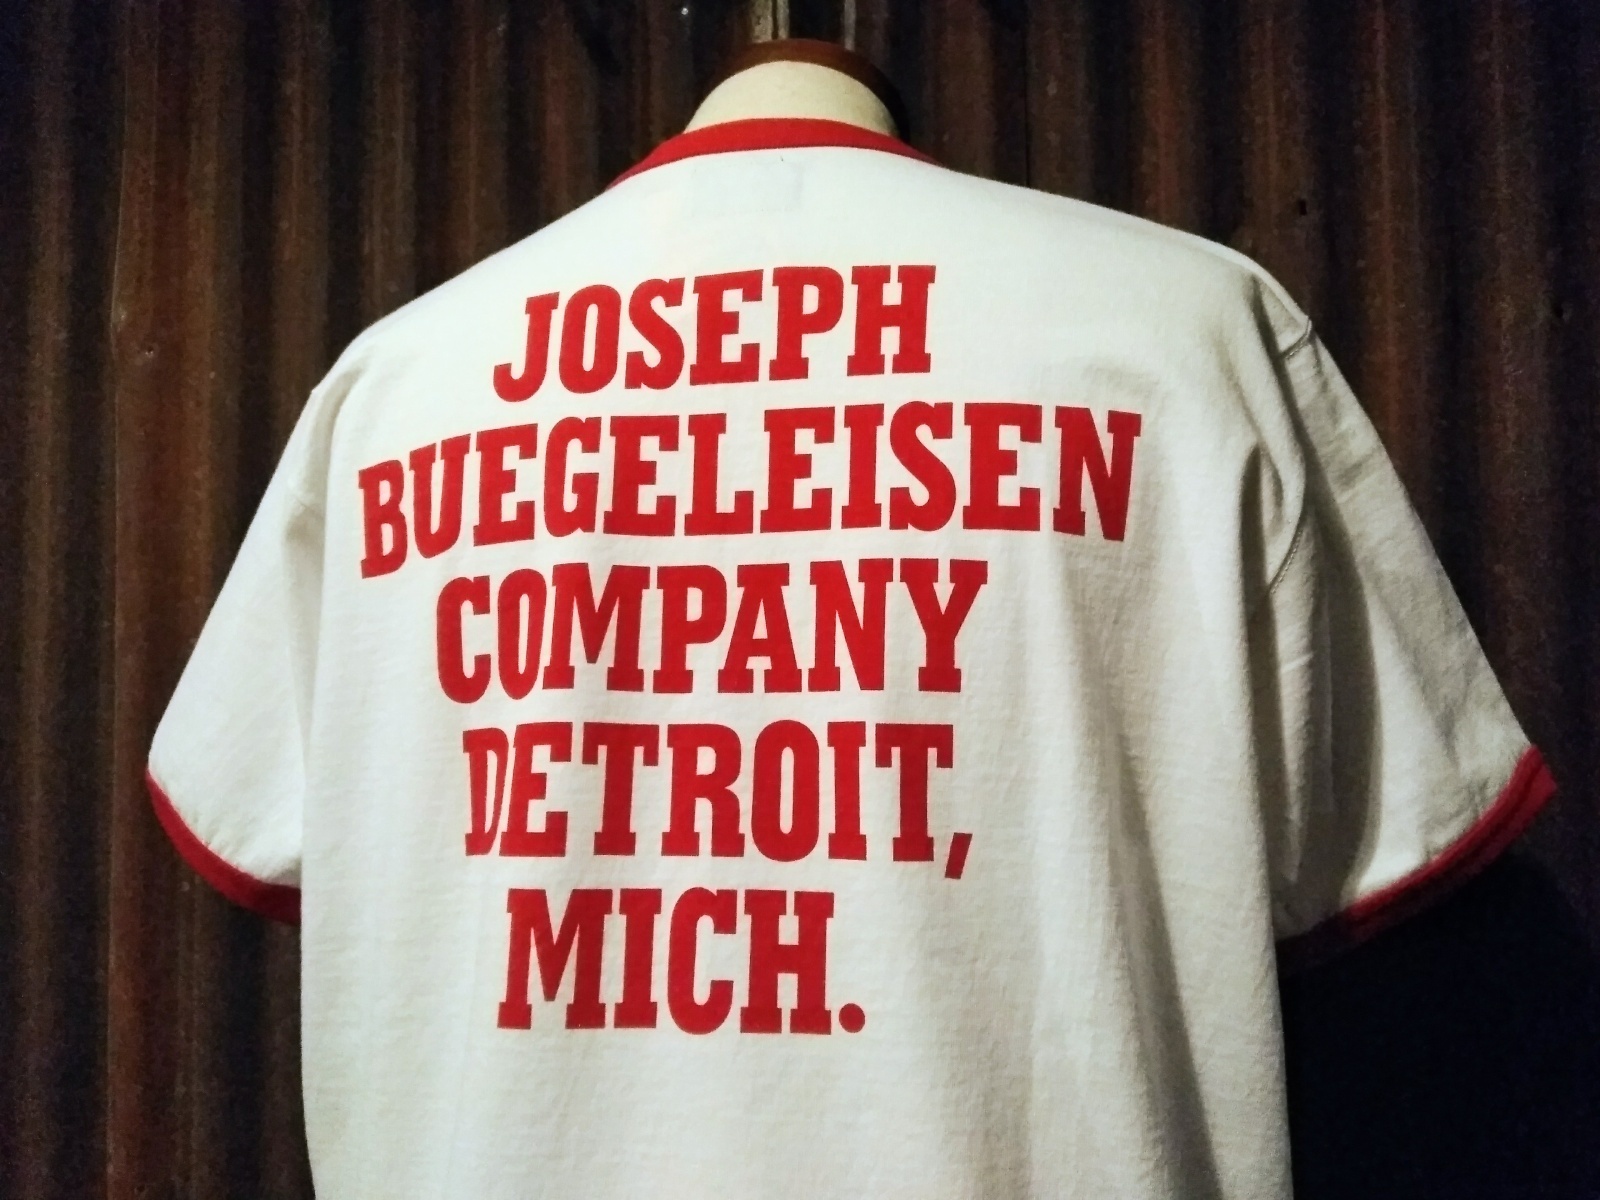 JOSEPH
BUEGELEISEN
COMPANY
DETROIT,
MICH.